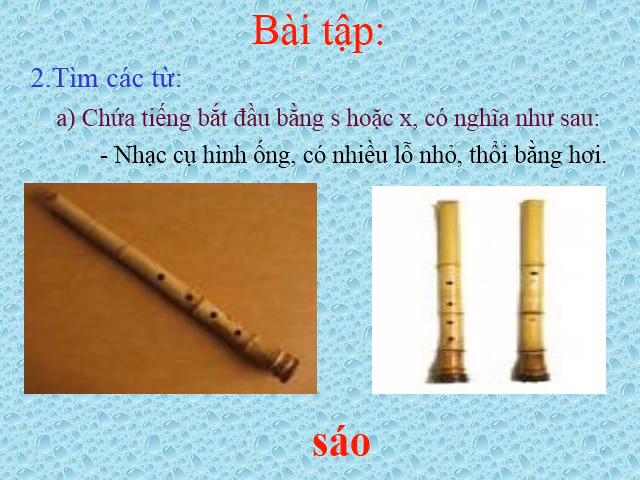 Bài tập:
2.Tìm các từ:
a) Chứa tiếng bắt đầu bằng s hoặc x, có nghĩa như sau:
- Nhạc cụ hình ống, có nhiều lỗ nhỏ, thổi bằng hơi.
sáo